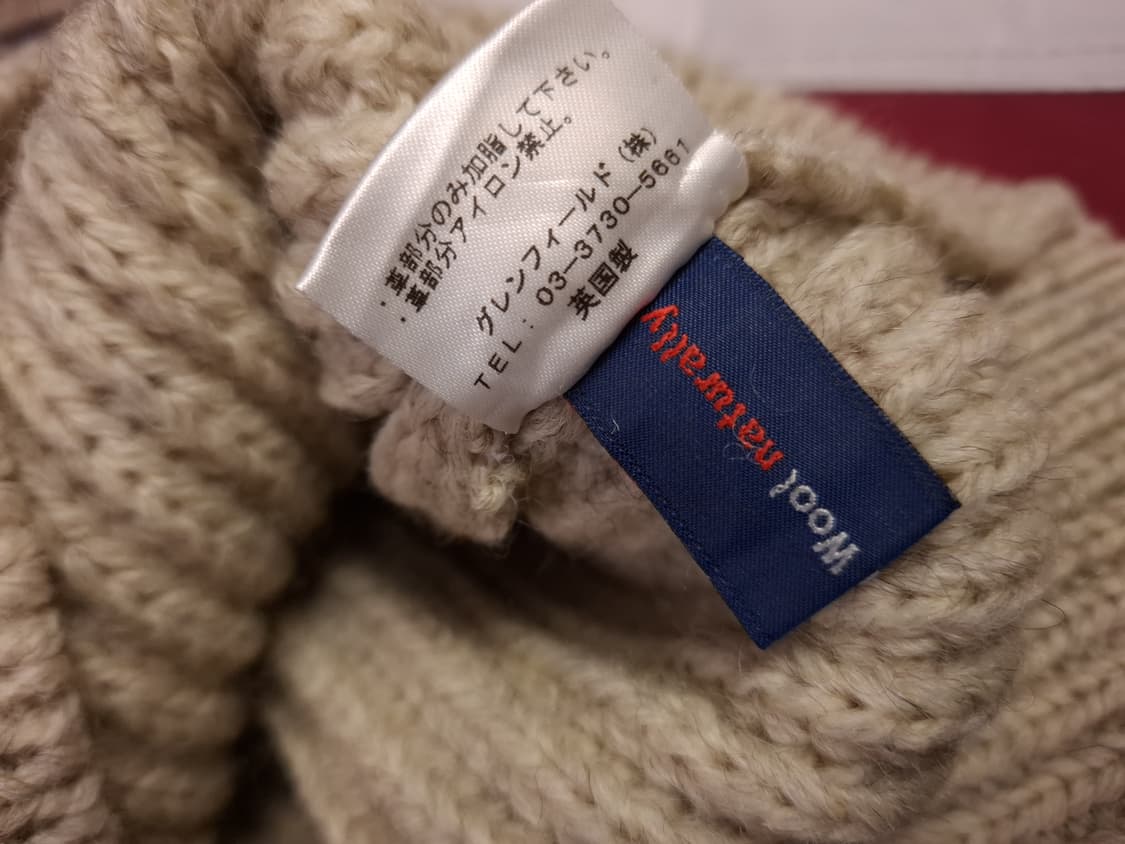 ・革部分のみ加脂して下さい。
・革部分アイロン禁止。
グレンフィールド(株)
TEL: 03-3730-5661
英国製
Wool naturally